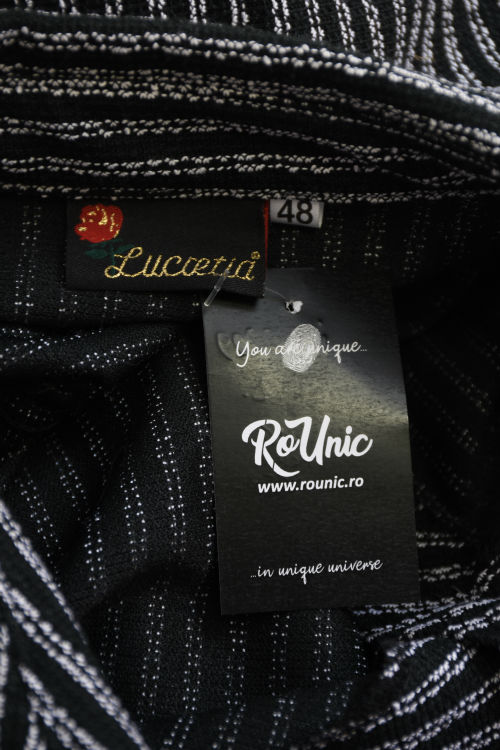 48
Lucretia®
You are unique...
RoUnic
www.rounic.ro
...in unique universe